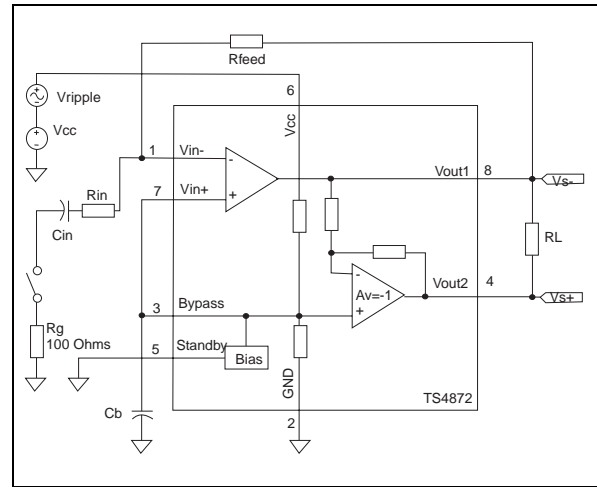 Rfeed
Vripple
6
Vcc
Vcc
1
Vin-
-
Vout1
8
Vs-
7
Vin+
+
Rin
Cin
RL
-
Av=-1
+
Vout2
4
Vs+
3
Bypass
Rg
100 Ohms
5
Standby
Bias
GND
Cb
2
TS4872